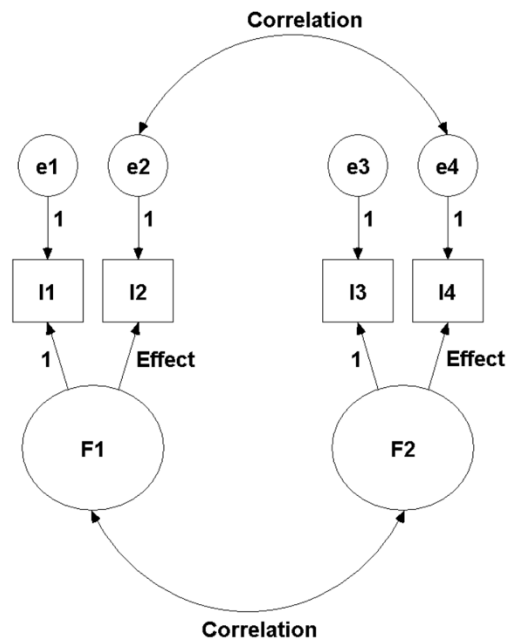 Correlation
e1 e2 e3 e4
1 1 1 1
I1 I2 I3 I4
1 Effect 1 Effect
F1 F2
Correlation